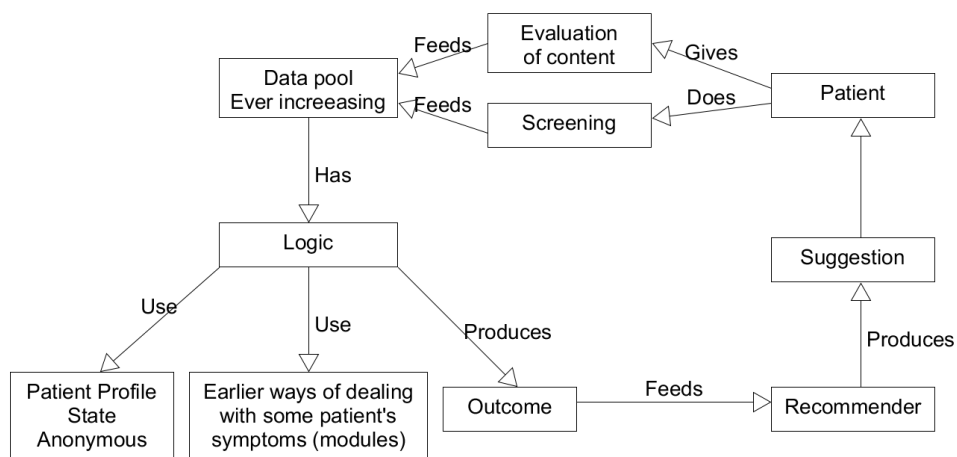 Evaluation
of content
Feeds
Gives
Data pool
Ever increeasing
Feeds
Does
Patient
Screening
Has
Logic
Suggestion
Use
Use
Produces
Produces
Patient Profile
State
Anonymous
Earlier ways of dealing
with some patient's
symptoms (modules)
Outcome
Feeds
Recommender